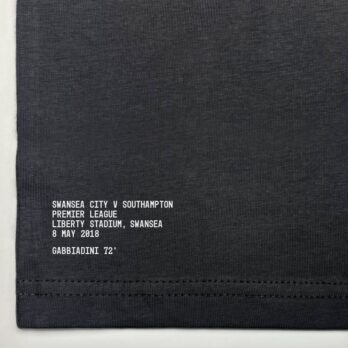 SWANSEA CITY V SOUTHAMPTON
PREMIER LEAGUE
LIBERTY STADIUM, SWANSEA
8 MAY 2018
GABBIADINI 72'